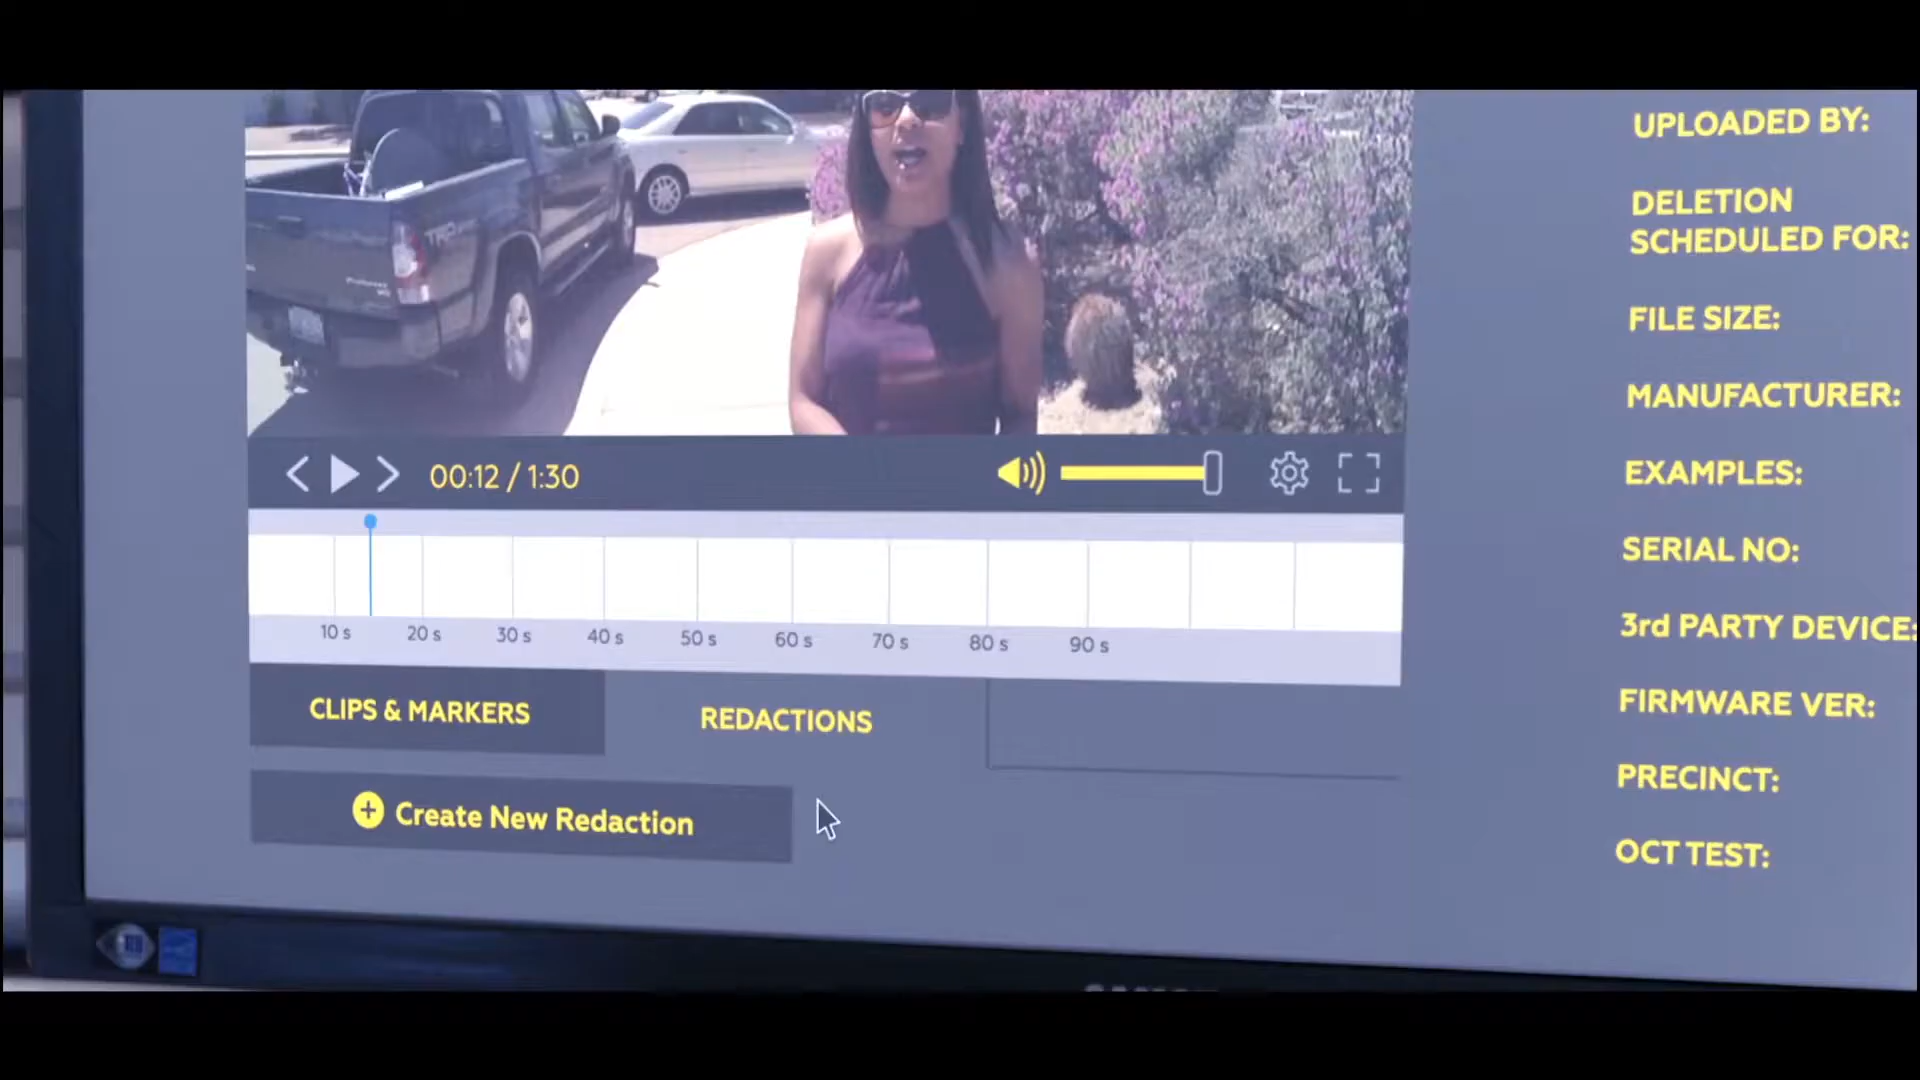 UPLOADED BY:
DELETION
SCHEDULED FOR:
FILE SIZE:
MANUFACTURER:
EXAMPLES:
SERIAL NO:
3rd PARTY DEVICE:
FIRMWARE VER:
PRECINCT:
OCT TEST:
TRD
00:12 / 1:30
10 s 20 s 30 s 40 s 50 s 60 s 70 s 80 s 90 s
CLIPS & MARKERS
REDACTIONS
+ Create New Redaction